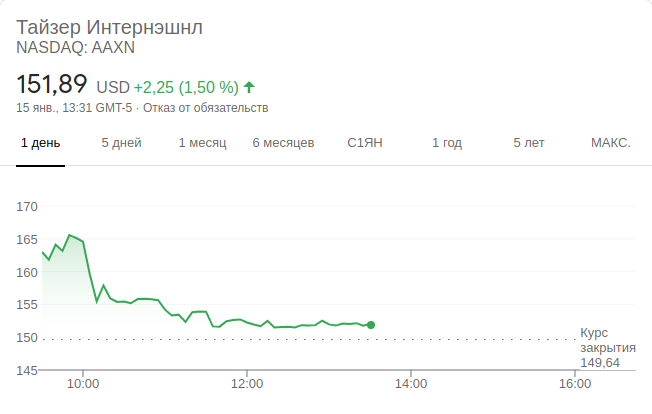 Тайзер Интернэшнл
NASDAQ: AAXN
151,89 USD +2,25 (1,50 %)
15 янв., 13:31 GMT-5 · Отказ от обязательств
1 день 5 дней 1 месяц 6 месяцев С1ЯН 1 год 5 лет МАКС.
170
165
160
155
150
145
Курс
закрытия
149,64
10:00 12:00 14:00 16:00